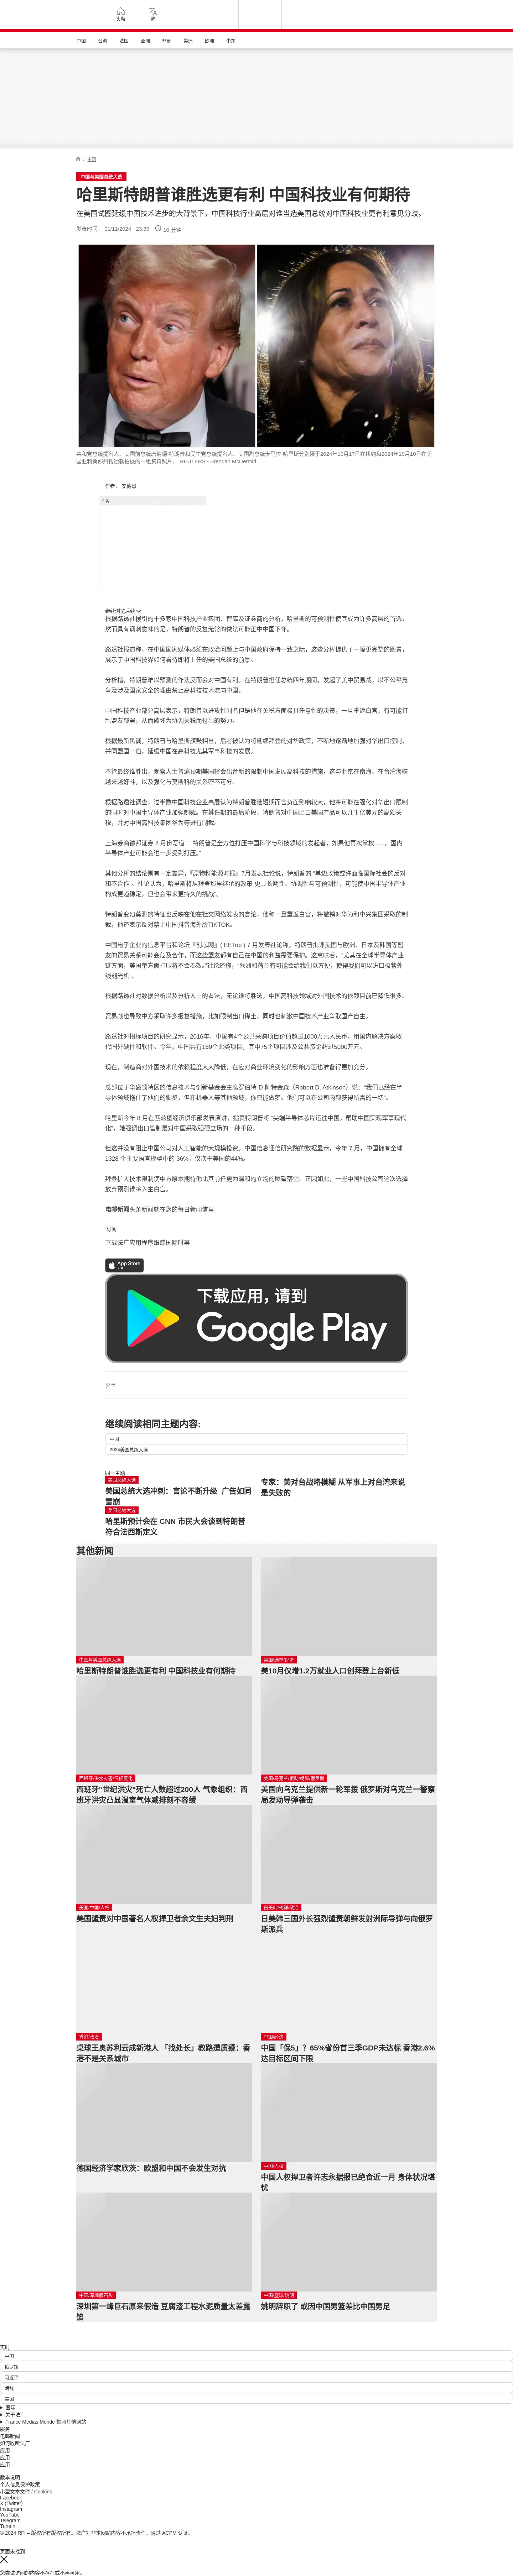 头条
繁
中国
台海
法国
亚洲
非洲
美洲
欧洲
中东
中国
中国与美国总统大选
哈里斯特朗普谁胜选更有利 中国科技业有何期待
在美国试图延缓中国技术进步的大背景下，中国科技行业高层对谁当选美国总统对中国科技业更有利意见分歧。
发表时间： 01/11/2024 - 23:39
10 分钟
共和党总统提名人、美国前总统唐纳德·特朗普和民主党总统提名人、美国副总统卡马拉·哈里斯分别摄于2024年10月17日在纽约和2024年10月10日在美
国亚利桑那州钱德勒拍摄的一组资料照片。 REUTERS - Brendan McDermid
作者： 安德烈
广告
继续浏览后续
根据路透社援引的十多家中国科技产业集团、智库及证券商的分析，哈里斯的可预测性使其成为许多高层的首选，
然而具有讽刺意味的是，特朗普的反复无常的做法可能正中中国下怀。
路透社报道称，在中国国家媒体必须在政治问题上与中国政府保持一致之际，这些分析提供了一幅更完整的图景，
展示了中国科技界如何看待即将上任的美国总统的前景。
分析指，特朗普难以预测的作法反而会对中国有利。在特朗普担任总统四年期间，发起了美中贸易战，以不公平竞
争及涉及国家安全的理由禁止高科技技术流向中国。
中国科技产业部分高层表示，特朗普以进攻性闻名但是他在关税方面极具任意性的决策，一旦重返白宫，有可能打
乱盟友部署，从而破坏为协调关税而付出的努力。
根据最新民调，特朗普与哈里斯旗鼓相当，后者被认为将延续拜登的对华政策，不断地逐渐地加强对华出口控制，
并同盟国一道，延缓中国在高科技尤其军事科技的发展。
不管最终谁胜出，观察人士普遍预期美国将会出台新的限制中国发展高科技的措施，这与北京在南海、在台湾海峡
越来越好斗，以及强化与莫斯科的关系密不可分。
根据路透社调查，过半数中国科技企业高层认为特朗普胜选短期而言负面影响较大，他将可能在强化对华出口限制
的同时对中国半导体产业加强制裁。在其任期的最后阶段，特朗普对中国出口美国产品可以几千亿美元的高额关
税，并对中国高科技集团华为等进行制裁。
上海券商德邦证券 8 月份写道：“特朗普是全方位打压中国科学与科技领域的发起者，如果他再次掌权……，国内
半导体产业可能会进一步受到打压。”
其他分析的结论则有一定差异，『原物料能源时报』7月发表社论说，特朗普的 “单边政策或许面临国际社会的反对
和不合作”。社论认为，哈里斯将从拜登那里继承的政策“更具长期性、协调性与可预测性，可能使中国半导体产业
构成更趋稳定，但也会带来更持久的挑战”。
特朗普变幻莫测的特征也反映在他在社交网络发表的言论，他称一旦重返白宫，将撤销对华为和中兴集团采取的制
裁，他还表示反对禁止中国抖音海外版TIKTOK。
中国电子企业的信息平台和论坛『创芯网』( EETop ) 7 月发表社论称，特朗普批评美国与欧洲、日本及韩国等盟
友的贸易关系可能会危及合作，而这些盟友都有自己在中国的利益需要保护。这意味着，“尤其在全球半导体产业
链方面，美国单方面打压将不会奏效。”社论还称，“欧洲和荷兰有可能会给我们以方便，使得我们可以进口极紫外
线刻光机”。
根据路透社对数据分析以及分析人士的看法，无论谁将胜选，中国高科技领域对外国技术的依赖目前已降低很多。
贸易战也导致中方采取许多报复措施，比如限制出口稀土，同时也刺激中国技术产业争取国产自主。
路透社对招标项目的研究显示，2016年，中国有4个公共采购项目价值超过1000万元人民币，用国内解决方案取
代国外硬件和软件。今年，中国共有169个此类项目，其中75个项目涉及公共资金超过5000万元。
现在，制造商对外国技术的依赖程度大大降低，在应对商业环境变化的影响方面也准备得更加充分。
总部位于华盛顿特区的信息技术与创新基金会主席罗伯特-D-阿特金森（Robert D. Atkinson）说：“我们已经在半
导体领域拖住了他们的脚步，但在机器人等其他领域，你只能做梦。他们可以在公司内部获得所需的一切”。
哈里斯今年 8 月在匹兹堡经济俱乐部发表演讲，指责特朗普将 “尖端半导体芯片运往中国，帮助中国实现军事现代
化”，她强调出口管制是对中国采取强硬立场的一种手段。
但这并没有阻止中国公司对人工智能的大规模投资。中国信息通信研究院的数据显示，今年 7 月，中国拥有全球
1328 个主要语言模型中的 36%，仅次于美国的44%。
拜登扩大技术限制使中方原本期待他比其前任更为温和的立场的愿望落空，正因如此，一些中国科技公司这次选择
放弃预测谁将入主白宫。
电邮新闻头条新闻就在您的每日新闻信里
订阅
下载法广应用程序跟踪国际时事
App Store
下载
下载应用，请到
Google Play
分享 :
继续阅读相同主题内容:
中国
2024美国总统大选
同一主题
美国总统大选
美国总统大选冲刺：言论不断升级 广告如同
雪崩
专家：美对台战略模糊 从军事上对台湾来说
是失败的
美国总统大选
哈里斯预计会在 CNN 市民大会谈到特朗普
符合法西斯定义
其他新闻
中国与美国总统大选
哈里斯特朗普谁胜选更有利 中国科技业有何期待
美国/选举/经济
美10月仅增1.2万就业人口创拜登上台新低
西班牙/洪水灾害/气候变化
西班牙“世纪洪灾”死亡人数超过200人 气象组织：西
班牙洪灾凸显温室气体减排刻不容缓
美国/乌克兰/援助/朝鲜/俄罗斯
美国向乌克兰提供新一轮军援 俄罗斯对乌克兰一警察
局发动导弹袭击
美国/中国/人权
美国谴责对中国著名人权捍卫者余文生夫妇判刑
日美韩/朝鲜/政治
日美韩三国外长强烈谴责朝鲜发射洲际导弹与向俄罗
斯派兵
香港/政治
桌球王奥苏利云成新港人 「找处长」教路遭质疑：香
港不是关系城市
中国/经济
中国「保5」？65%省份首三季GDP未达标 香港2.6%
达目标区间下限
德国经济学家欣茨：欧盟和中国不会发生对抗
中国/人权
中国人权捍卫者许志永据报已绝食近一月 身体状况堪
忧
中国/深圳假石头
深圳第一峰巨石原来假造 豆腐渣工程水泥质量太差露
馅
中国/篮球/姚明
姚明辞职了 或因中国男篮差比中国男足
实时
中国
俄罗斯
习近平
朝鲜
美国
国际
关于法广
France Médias Monde 集团其他网站
服务
电邮新闻
如何收听法广
应用
应用
应用
版本说明
个人信息保护政策
小型文本文件 / Cookies
Facebook
X (Twitter)
Instagram
YouTube
Telegram
TuneIn
© 2024 RFI – 版权所有版权所有。法广对非本网站内容不承担责任。通过 ACPM 认证。
页面未找到
您尝试访问的内容不存在或不再可用。